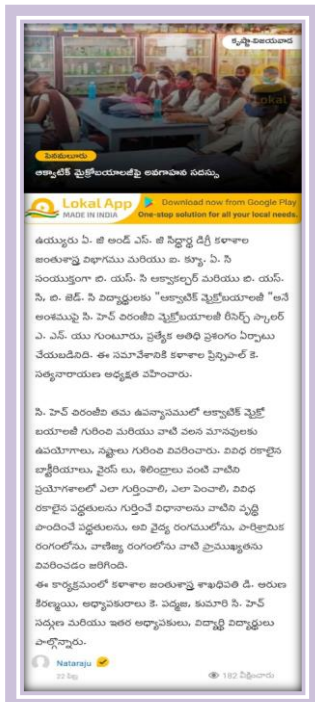 కృష్ణా-విజయవాడ
Lokal
పెనమలూరు
ఆక్వాటిక్ మైక్రోబయాలజీపై అవగాహన సదస్సు
Lokal App
MADE IN INDIA
Download now from Google Play
One-stop solution for all your local needs.
ఉయ్యురు ఏ. జి అండ్ ఎస్. జి సిద్ధార్థ డిగ్రీ కళాశాల
జంతుశాస్త్ర విభాగము మరియు ఐ. క్యూ. ఏ. సి
సంయుక్తంగా బి. యస్. సి ఆక్వాకల్చర్ మరియు బి. యస్.
సి, బి. జెడ్. సి విద్యార్థులకు "ఆక్వాటిక్ మైక్రోబయాలజీ "అనే
అంశముపై సి. హెచ్ చిరంజీవి మైక్రోబయాలజీ రీసెర్చ్ స్కాలర్
ఎ. ఎన్. యు గుంటూరు, ప్రత్యేక అతిథి ప్రశంగం ఏర్పాటు
చేయబడినది. ఈ సమావేశానికి కళాశాల ప్రిన్సిపాల్ కె.
సత్యనారాయణ అధ్యక్షత వహించారు.
సి. హెచ్ చిరంజీవి తమ ఉపన్యాసములో ఆక్వాటిక్ మైక్రో
బయాలజీ గురించి మరియు వాటి వలన మానవులకు
ఉపయోగాలు, నష్టాలు గురించి వివరించారు. వివిధ రకాలైన
బ్యాక్టీరియాలు, వైరస్ లు, శిలింద్రాలు వంటి వాటిని
ప్రయోగశాలలో ఎలా గుర్తించాలి, ఎలా పెంచాలి, వివిధ
రకాలైన పద్ధతులను గుర్తించే విధానాలను వాటిని వృద్ధి
పొందించే పద్ధతులను, అవి వైద్య రంగములోను, పారిశ్రామిక
రంగంలోను, వాణిజ్య రంగంలోను వాటి ప్రాముఖ్యతను
వివరించడం జరిగింది.
ఈ కార్యక్రమంలో కళాశాల జంతుశాస్త్ర శాఖధిపతి డి. అరుణ
కిరణ్మయి, అధ్యాపకురాలు కె. పద్మజ, కుమారి సి. హెచ్
సద్గుణ మరియు ఇతర అధ్యాపకులు, విద్యార్థి విద్యార్థులు
పాల్గొన్నారు.
Nataraju
182 వీక్షించారు